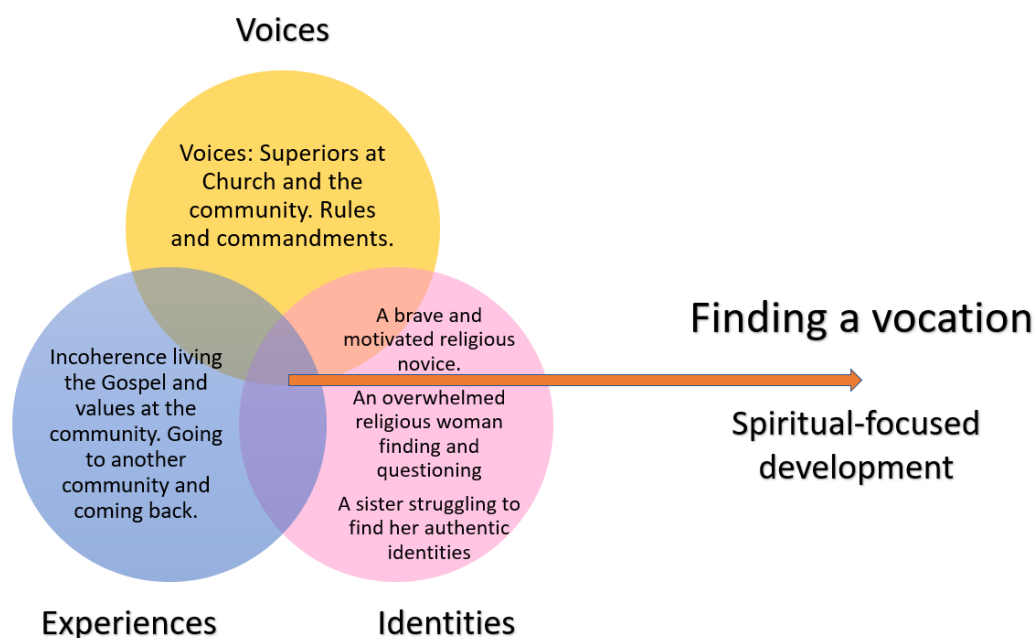 Voices
Voices: Superiors at
Church and the
community. Rules
and commandments.
Incoherence living
the Gospel and
values at the
community. Going
to another
community and
coming back.
A brave and
motivated religious
novice.
An overwhelmed
religious woman
finding and
questioning
A sister struggling to
find her authentic
identities
Finding a vocation
Spiritual-focused
development
Experiences
Identities